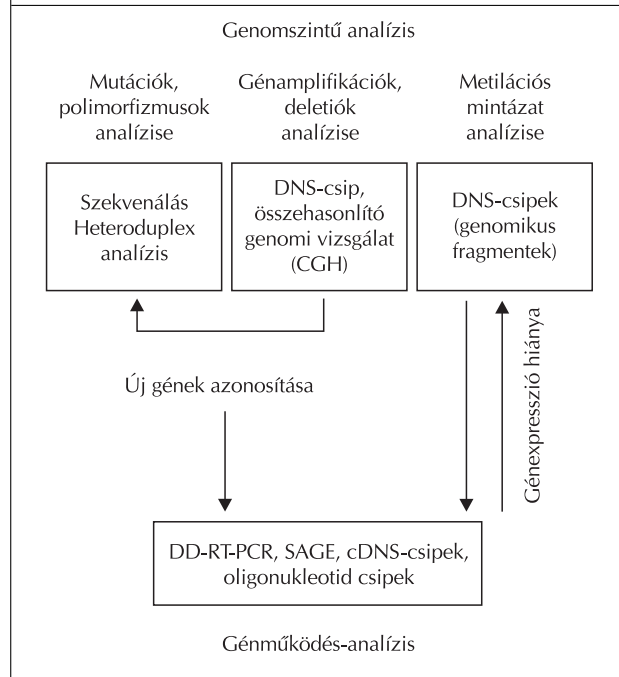 Genomszintű analízis
Mutációk,
polimorfizmusok
analízise
Génamplifikációk,
deletiók
analízise
Metilációs
mintázat
analízise
Szekvenálás
Heteroduplex
analízis
DNS-csip,
összehasonlító
genomi vizsgálat
(CGH)
DNS-csipek
(genomikus
fragmentek)
Új gének azonosítása
Génexpresszió hiánya
DD-RT-PCR, SAGE, cDNS-csipek,
oligonukleotid csipek
Génműködés-analízis